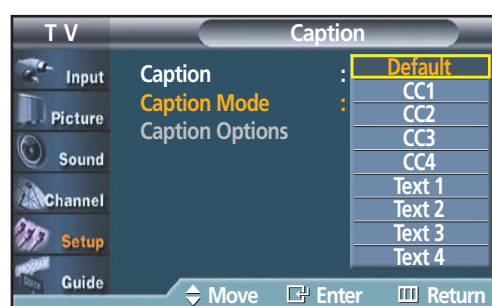 TV
Caption
Input
Picture
Sound
Channel
Setup
Guide
Caption :
Caption Mode :
Caption Options
Default
CC1
CC2
CC3
CC4
Text 1
Text 2
Text 3
Text 4
Move Enter Return